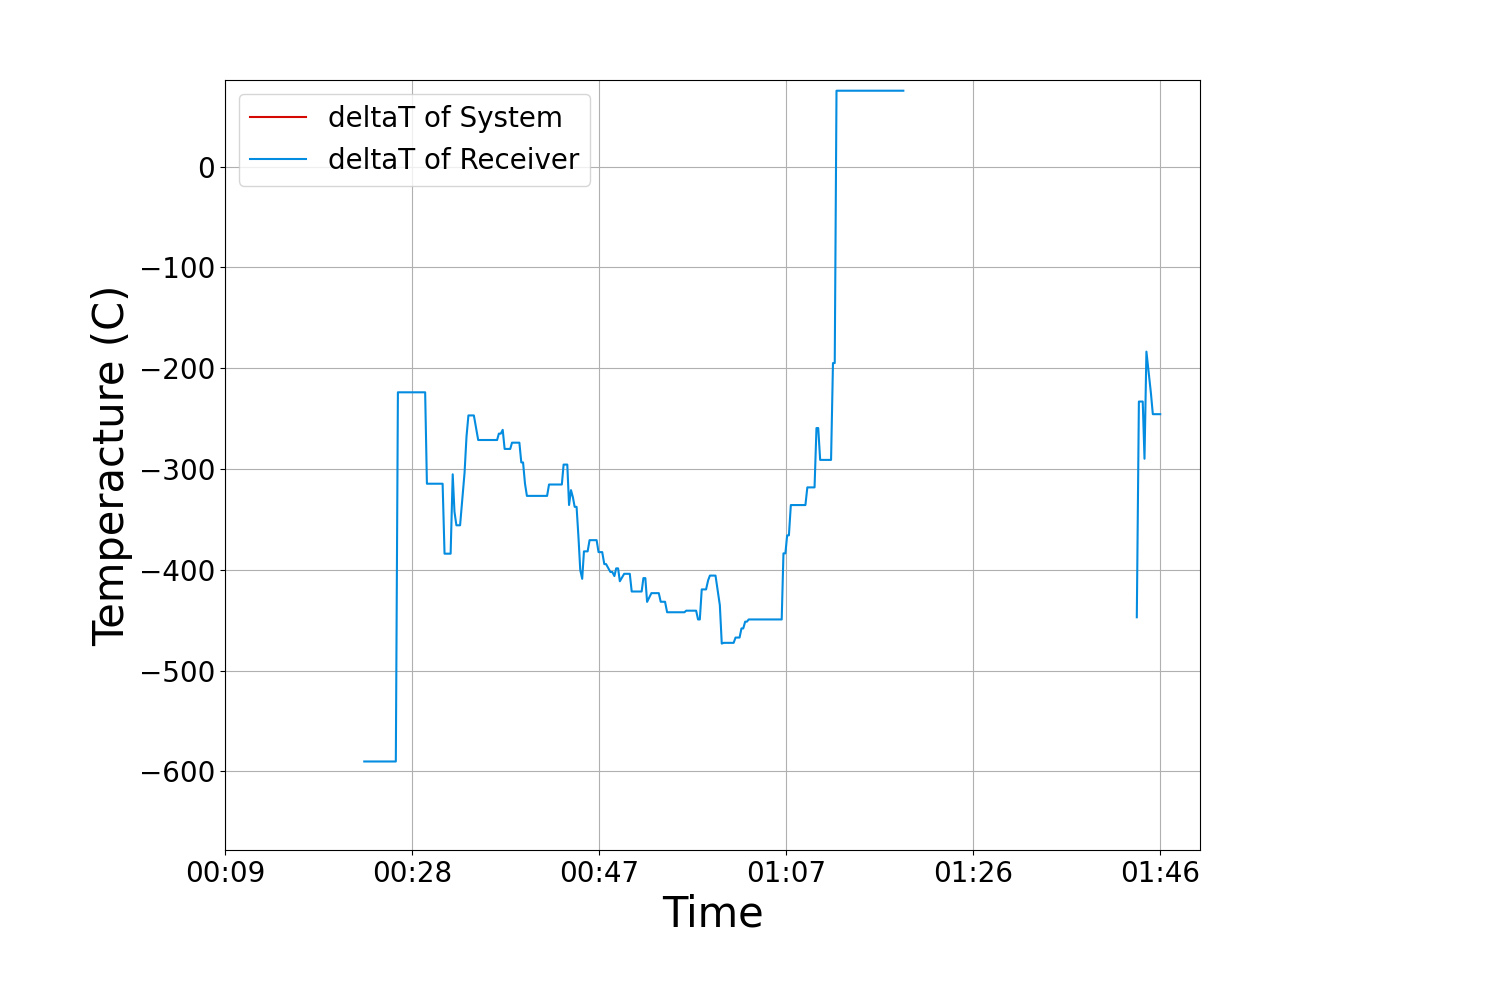 deltaT of System
deltaT of Receiver
0
−100
−200
−300
−400
−500
−600
Temperacture (C)
00:09 00:28 00:47 01:07 01:26 01:46
Time